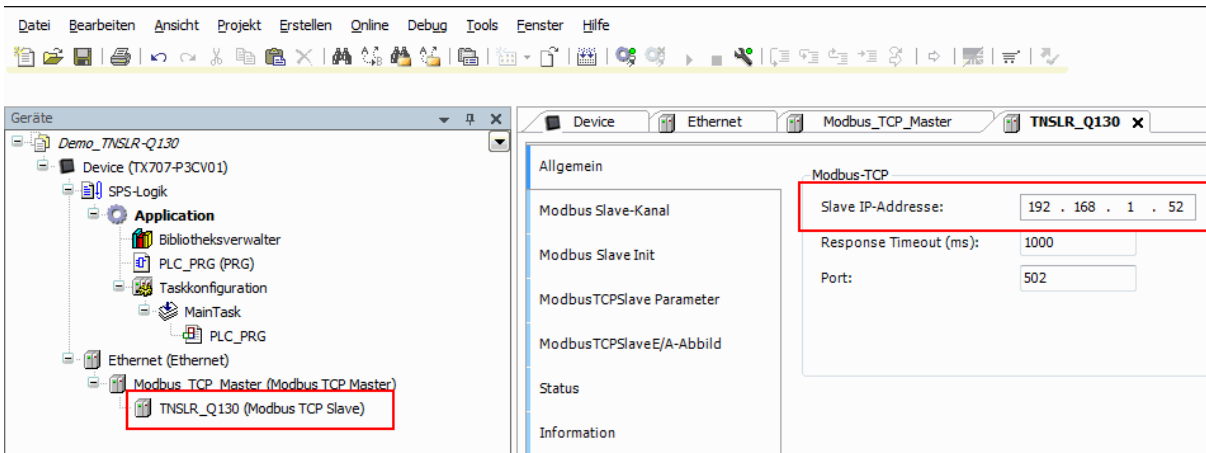 Datei Bearbeiten Ansicht Projekt Erstellen Online Debug Tools Fenster Hilfe
Geräte
Demo_TNSLR-Q130
Device (TX707-P3CV01)
SPS-Logik
Application
Bibliotheksverwalter
PLC_PRG (PRG)
Taskkonfiguration
MainTask
PLC_PRG
Ethernet (Ethernet)
Modbus_TCP_Master (Modbus TCP Master)
TNSLR_Q130 (Modbus TCP Slave)
Device Ethernet Modbus_TCP_Master TNSLR_Q130
Allgemein
Modbus Slave-Kanal
Modbus Slave Init
ModbusTCPSlave Parameter
ModbusTCPSlaveE/A-Abbild
Status
Information
Modbus-TCP
Slave IP-Addresse: 192 . 168 . 1 . 52
Response Timeout (ms): 1000
Port: 502